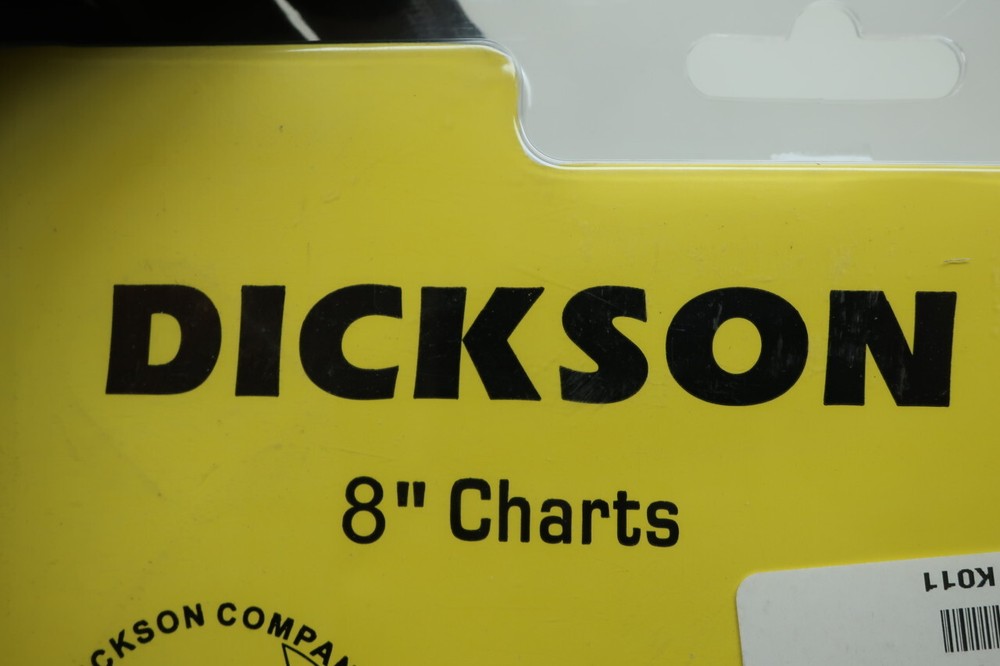 DICKSON
8" Charts
CKSON COMPAN
K011